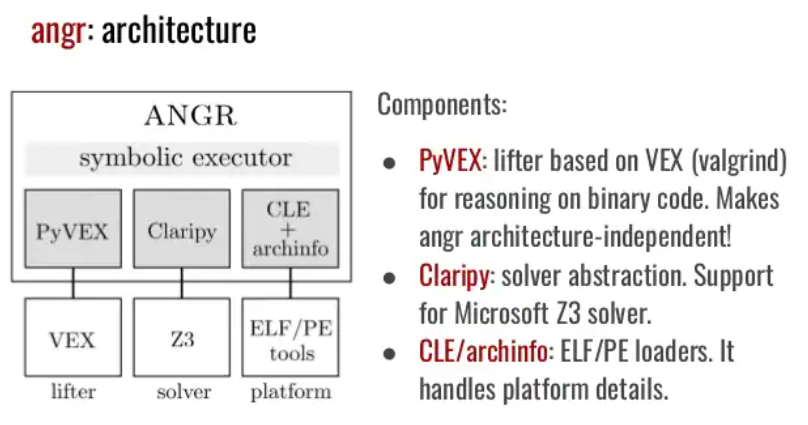 angr: architecture
ANGR
symbolic executor
PyVEX
Claripy
CLE
+
archinfo
VEX
Z3
ELF/PE
tools
lifter
solver
platform
Components:
● PyVEX: lifter based on VEX (valgrind)
for reasoning on binary code. Makes
angr architecture-independent!
● Claripy: solver abstraction. Support
for Microsoft Z3 solver.
● CLE/archinfo: ELF/PE loaders. It
handles platform details.